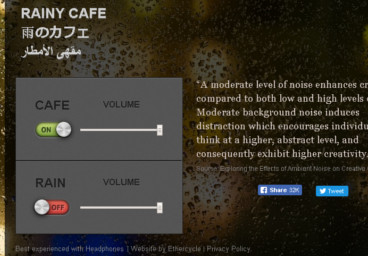 RAINY CAFE
雨のカフェ
مقهى الأمطار
CAFE
VOLUME
ON
RAIN
VOLUME
OFF
"A moderate level of noise enhances
compared to both low and high levels
Moderate background noise induces
distraction which encourages
think at a higher, abstract level, and
consequently exhibit higher creativity.
Source: Exploring the Effects of Ambient Noise on
Share 32K
Tweet
Best experienced with Headphones | Website by Ethercycle | Privacy Policy